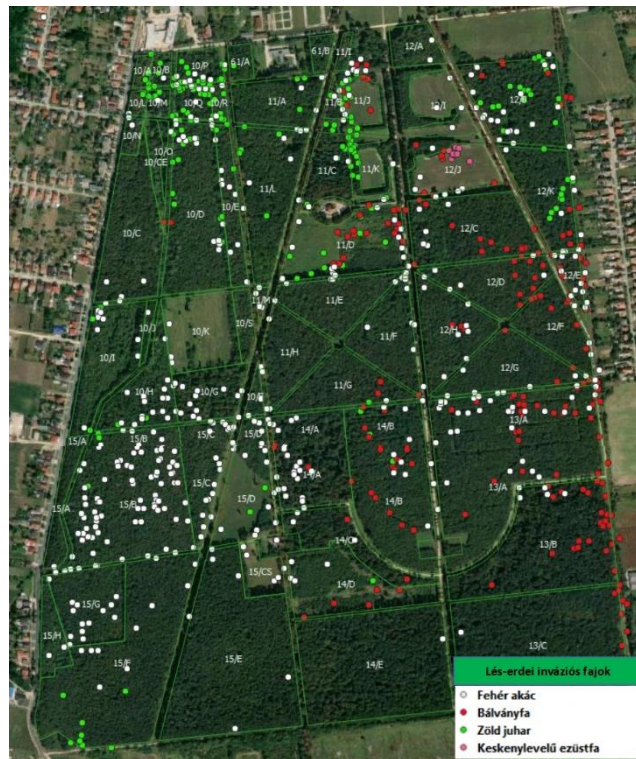 61/B
11/I
12/A
10/A
10/B
10/P
61/A
10/L
10/M
10/Q
10/R
11/A
11/B
11/J
12/I
12/B
10/N
10/O
10/CE
11/C
11/K
12/J
10/C
10/D
10/E
11/L
11/D
12/C
12/K
12/D
12/E
10/J
10/K
10/S
11/M
11/E
11/F
12/H
12/F
10/I
11/H
11/G
12/G
10/H
10/G
10/F
15/A
15/B
15/C
15/D
14/A
14/B
13/A
15/A
15/B
15/C
15/D
14/A
14/B
13/A
15/CS
14/C
14/D
13/B
15/G
15/H
15/F
15/E
14/E
13/C
Lés-erdei inváziós fajok
Fehér akác
Bálványfa
Zöld juhar
Keskenylevelű ezüstfa